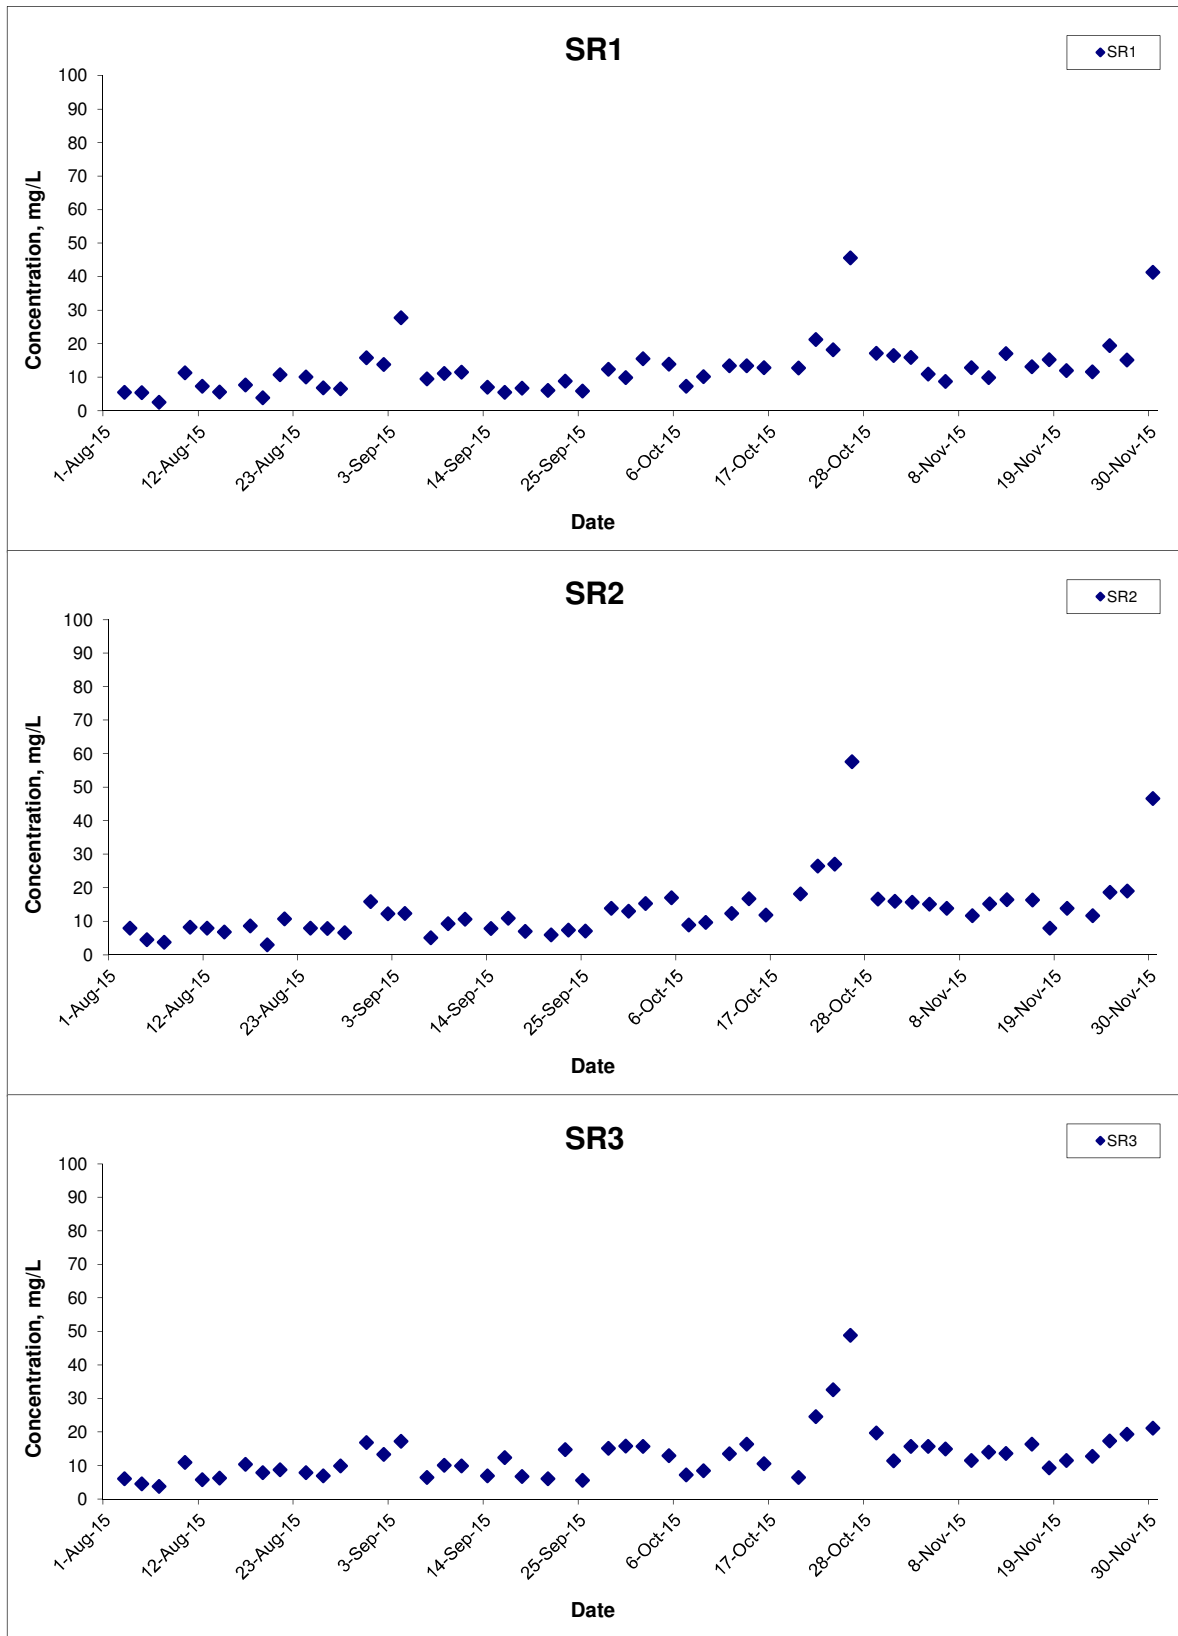 SR1
SR1
100
90
80
70
60
50
40
30
20
10
0
Concentration, mg/L
1-Aug-15
12-Aug-15
23-Aug-15
3-Sep-15
14-Sep-15
25-Sep-15
6-Oct-15
17-Oct-15
28-Oct-15
8-Nov-15
19-Nov-15
30-Nov-15
Date
SR2
SR2
100
90
80
70
60
50
40
30
20
10
0
Concentration, mg/L
1-Aug-15
12-Aug-15
23-Aug-15
3-Sep-15
14-Sep-15
25-Sep-15
6-Oct-15
17-Oct-15
28-Oct-15
8-Nov-15
19-Nov-15
30-Nov-15
Date
SR3
SR3
100
90
80
70
60
50
40
30
20
10
0
Concentration, mg/L
1-Aug-15
12-Aug-15
23-Aug-15
3-Sep-15
14-Sep-15
25-Sep-15
6-Oct-15
17-Oct-15
28-Oct-15
8-Nov-15
19-Nov-15
30-Nov-15
Date